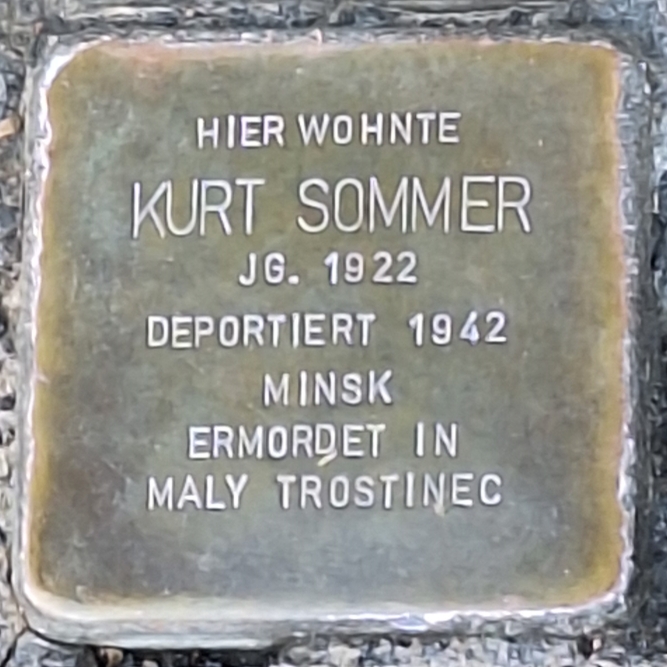 HIER WOHNTE
KURT SOMMER
JG. 1922
DEPORTIERT 1942
MINSK
ERMORDET IN
MALY TROSTINEC